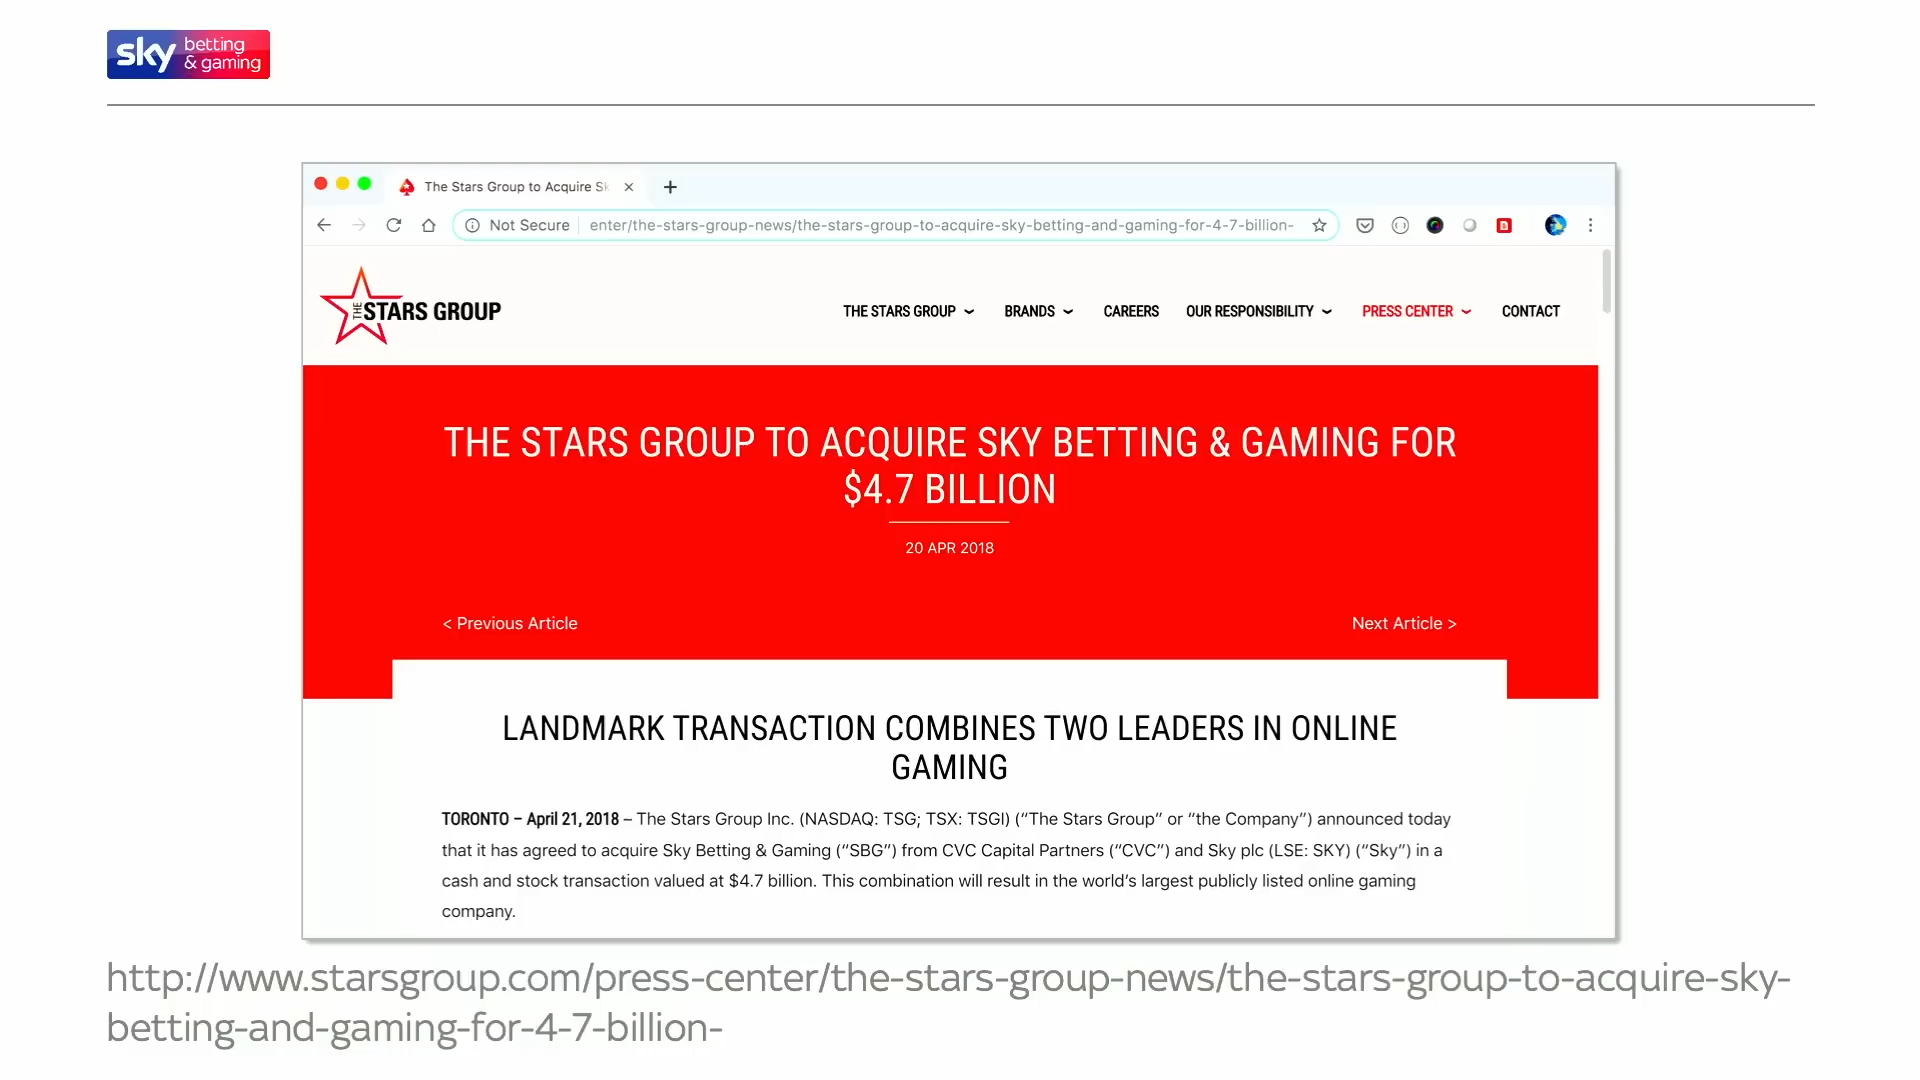 sky betting
& gaming
The Stars Group to Acquire Sk
Not Secure enter/the-stars-group-news/the-stars-group-to-acquire-sky-betting-and-gaming-for-4-7-billion-
THE STARS GROUP
THE STARS GROUP BRANDS CAREERS OUR RESPONSIBILITY PRESS CENTER CONTACT
THE STARS GROUP TO ACQUIRE SKY BETTING & GAMING FOR
$4.7 BILLION
20 APR 2018
< Previous Article Next Article >
LANDMARK TRANSACTION COMBINES TWO LEADERS IN ONLINE
GAMING
TORONTO – April 21, 2018 – The Stars Group Inc. (NASDAQ: TSG; TSX: TSGI) (“The Stars Group” or “the Company”) announced today
that it has agreed to acquire Sky Betting & Gaming (“SBG”) from CVC Capital Partners (“CVC”) and Sky plc (LSE: SKY) (“Sky”) in a
cash and stock transaction valued at $4.7 billion. This combination will result in the world’s largest publicly listed online gaming
company.
http://www.starsgroup.com/press-center/the-stars-group-news/the-stars-group-to-acquire-sky-
betting-and-gaming-for-4-7-billion-